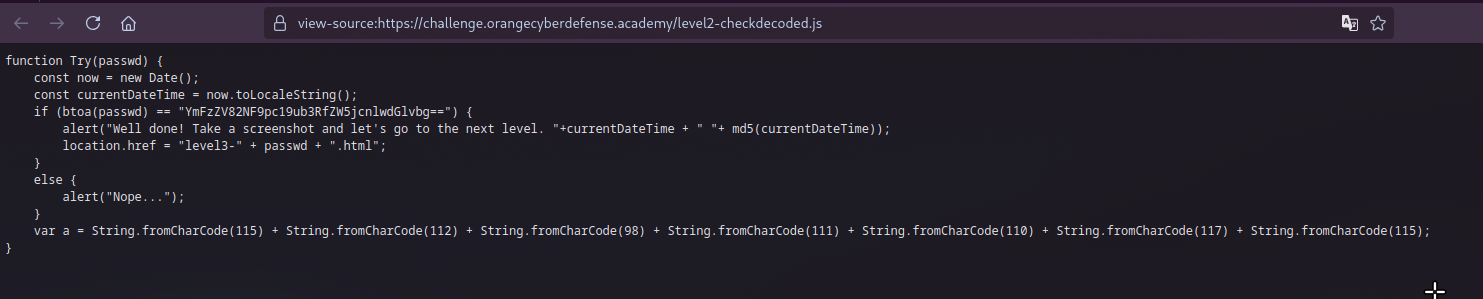 view-source:https://challenge.orangecyberdefense.academy/level2-checkdecoded.js
function Try(passwd) {
    const now = new Date();
    const currentDateTime = now.toLocaleString();
    if (btoa(passwd) == "YmFzZV82NF9pc19ub3RfZW5jcnlwdGlvbg==") {
        alert("Well done! Take a screenshot and let's go to the next level. "+currentDateTime + " "+ md5(currentDateTime));
        location.href = "level3-" + passwd + ".html";
    }
    else {
        alert("Nope...");
    }
    var a = String.fromCharCode(115) + String.fromCharCode(112) + String.fromCharCode(98) + String.fromCharCode(111) + String.fromCharCode(110) + String.fromCharCode(117) + String.fromCharCode(115);
}